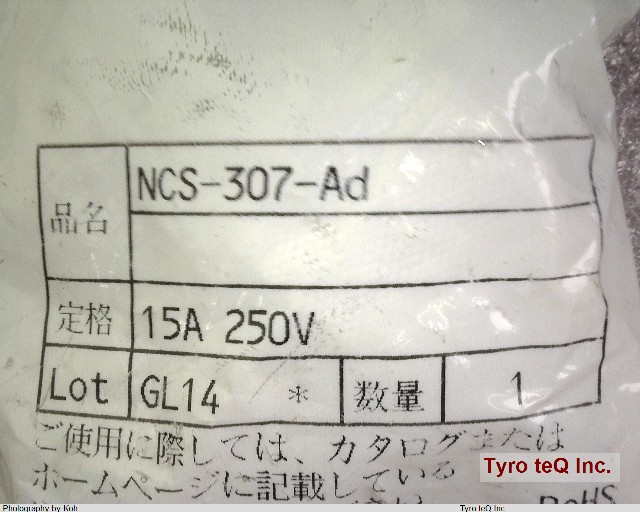 品名 NCS-307-Ad
定格 15A 250V
Lot GL14 * 数量 1
ご使用に際しては、カタログまたは
ホームページに記載している
RoHS
Tyro teQ Inc.
Photography by Koh
Tyro teQ Inc